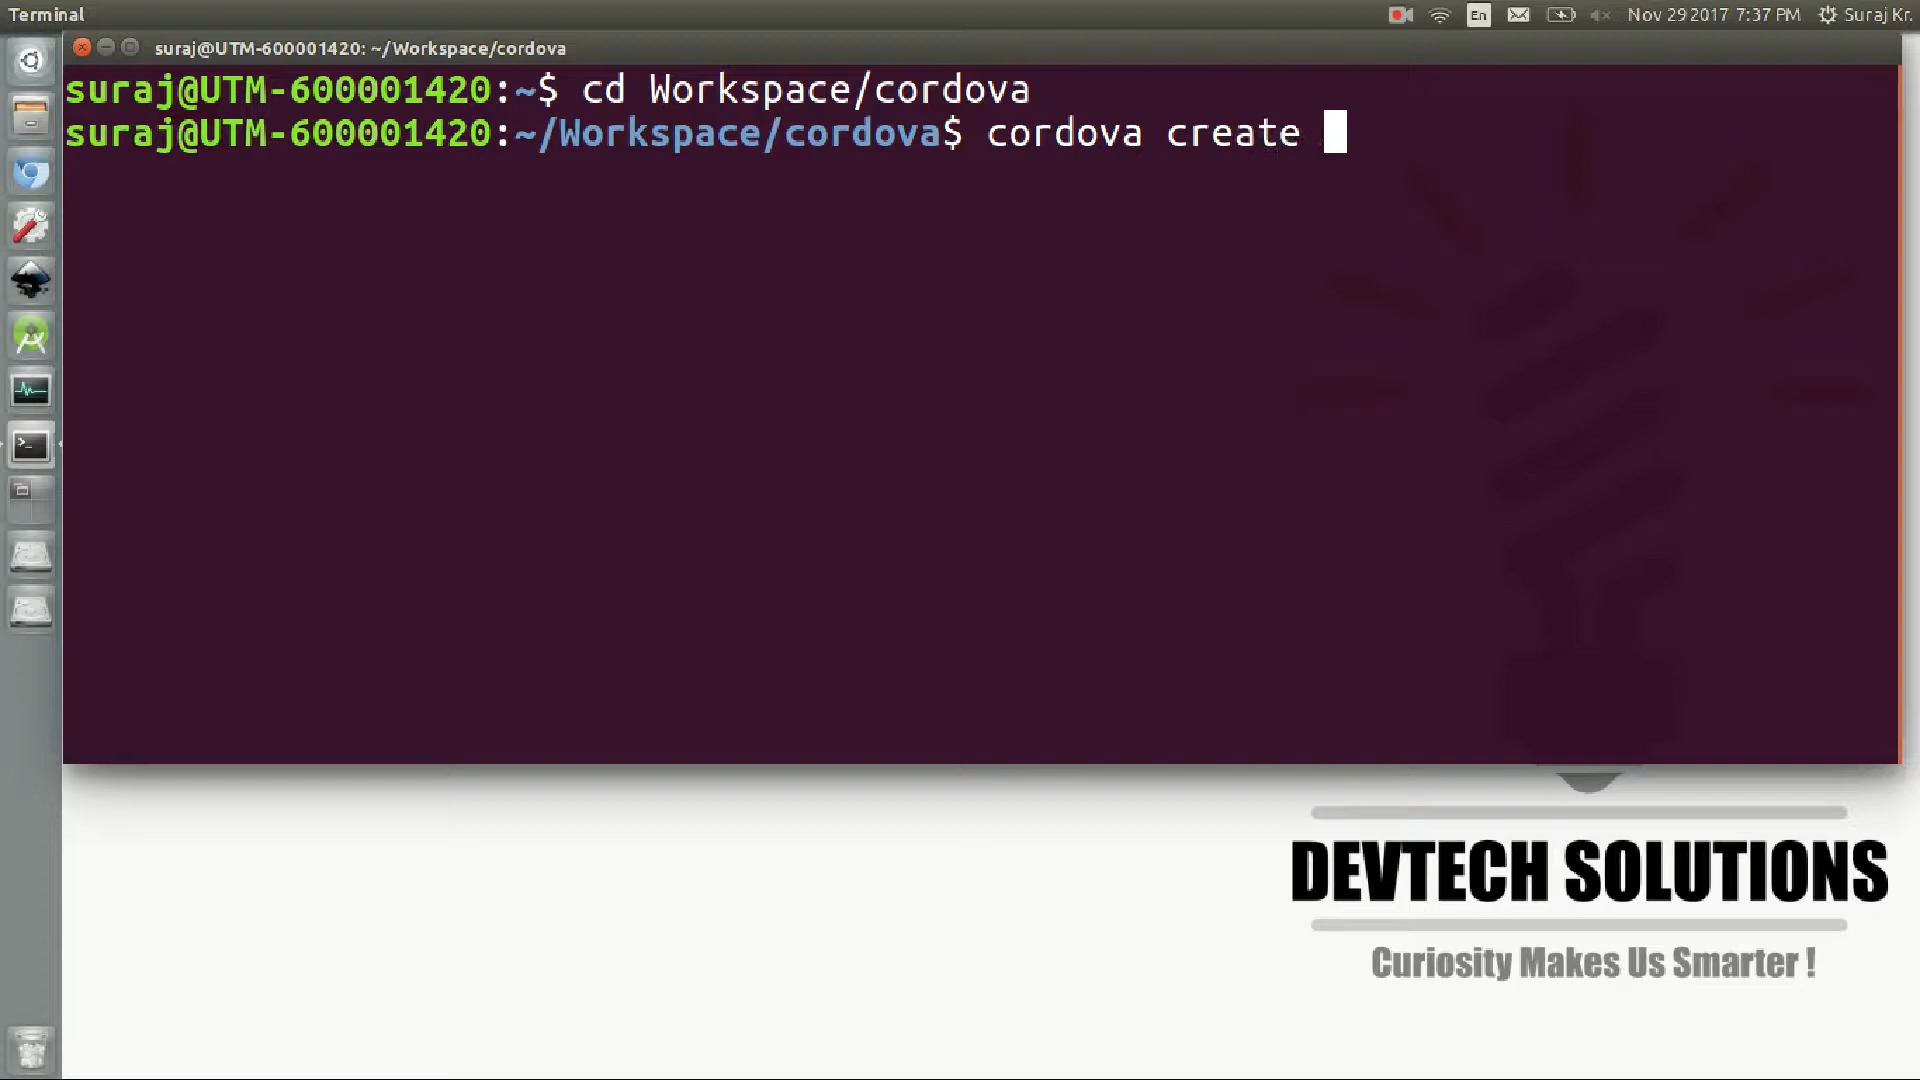 Terminal
En
Nov 29 2017 7:37 PM
Suraj Kr.
suraj@UTM-600001420: ~/Workspace/cordova
suraj@UTM-600001420:~$ cd Workspace/cordova
suraj@UTM-600001420:~/Workspace/cordova$ cordova create
DEVTECH SOLUTIONS
Curiosity Makes Us Smarter !